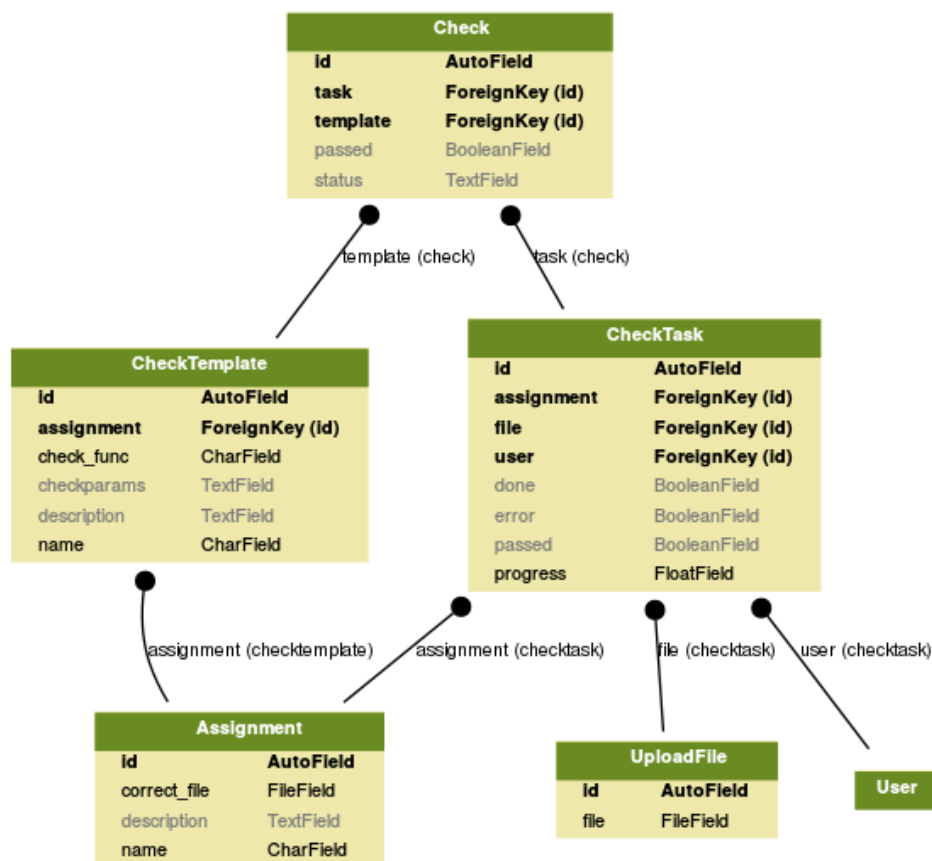 Check
id AutoField
task ForeignKey (id)
template ForeignKey (id)
passed BooleanField
status TextField
template (check)
task (check)
CheckTemplate
id AutoField
assignment ForeignKey (id)
check_func CharField
checkparams TextField
description TextField
name CharField
CheckTask
id AutoField
assignment ForeignKey (id)
file ForeignKey (id)
user ForeignKey (id)
done BooleanField
error BooleanField
passed BooleanField
progress FloatField
assignment (checktemplate)
assignment (checktask)
file (checktask)
user (checktask)
Assignment
id AutoField
correct_file FileField
description TextField
name CharField
UploadFile
id AutoField
file FileField
User